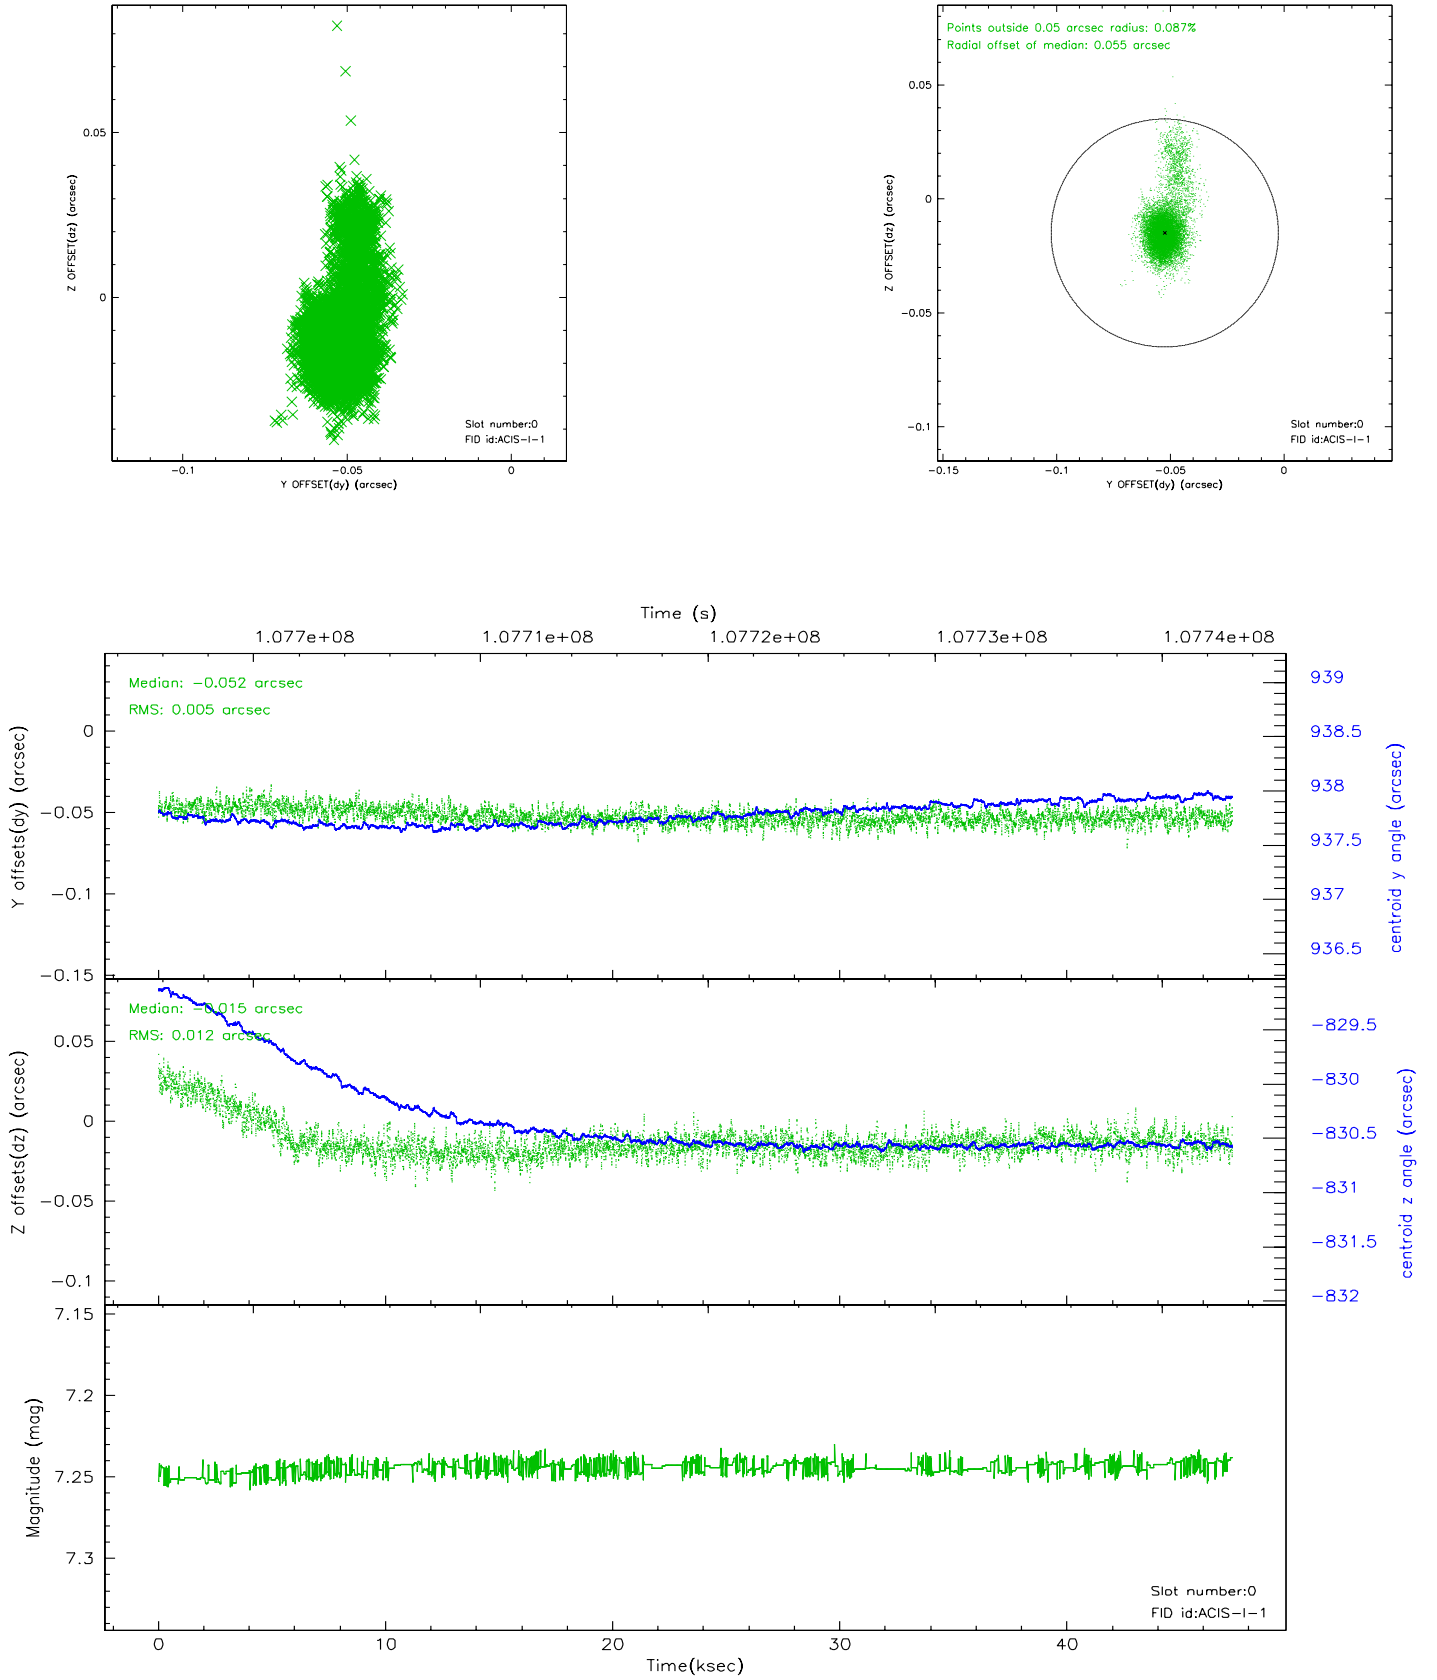 0.05
0
Z OFFSET(dz) (arcsec)
Slot number:0
FID id:ACIS-I-1
-0.1
-0.05
0
Y OFFSET(dy) (arcsec)
Points outside 0.05 arcsec radius: 0.087%
Radial offset of median: 0.055 arcsec
0.05
0
-0.05
-0.1
Z OFFSET(dz) (arcsec)
Slot number:0
FID id:ACIS-I-1
-0.15
-0.1
-0.05
0
Y OFFSET(dy) (arcsec)
Time (s)
1.077e+08
1.0771e+08
1.0772e+08
1.0773e+08
1.0774e+08
Median: -0.052 arcsec
RMS: 0.005 arcsec
0
-0.05
-0.1
-0.15
Y offsets(dy) (arcsec)
939
938.5
938
937.5
937
936.5
centroid y angle (arcsec)
Median: -0.015 arcsec
RMS: 0.012 arcsec
0.05
0
-0.05
-0.1
Z offsets(dz) (arcsec)
-829.5
-830
-830.5
-831
-831.5
-832
centroid z angle (arcsec)
7.15
7.2
7.25
7.3
Magnitude (mag)
Slot number:0
FID id:ACIS-I-1
0
10
20
30
40
Time(ksec)